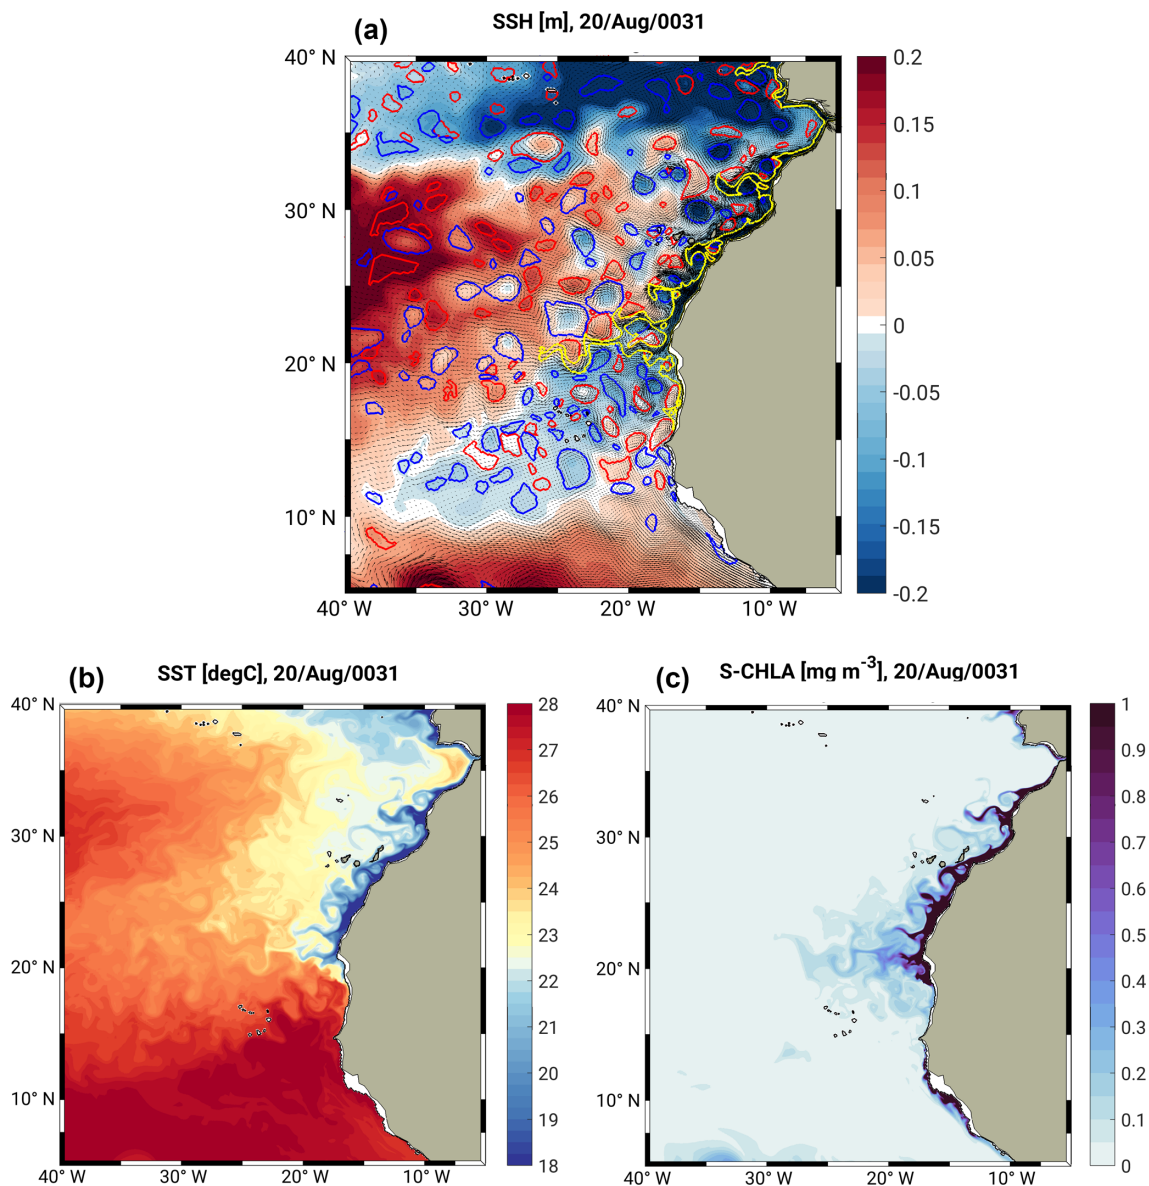 (a)
SSH [m], 20/Aug/0031
40° N
30° N
20° N
10° N
40° W
30° W
20° W
10° W
0.2
0.15
0.1
0.05
0
-0.05
-0.1
-0.15
-0.2
(b)
SST [degC], 20/Aug/0031
40° N
30° N
20° N
10° N
40° W
30° W
20° W
10° W
28
27
26
25
24
23
22
21
20
19
18
(c)
S-CHLA [mg m-3], 20/Aug/0031
40° N
30° N
20° N
10° N
40° W
30° W
20° W
10° W
1
0.9
0.8
0.7
0.6
0.5
0.4
0.3
0.2
0.1
0